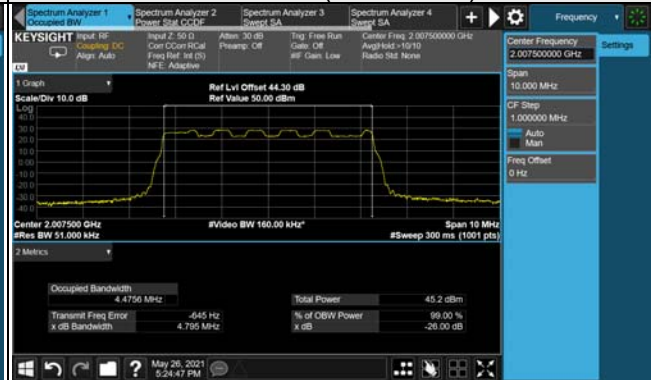 Spectrum Analyzer 1
Occupied BW
Spectrum Analyzer 2
Power Stat CCDF
Spectrum Analyzer 3
Swept SA
Spectrum Analyzer 4
Swept SA
Frequency
KEYSIGHT
Input: RF
Coupling: DC
Align: Auto
Input Z: 50 Ω
Corr CCorr RCal
Freq Ref: Int (S)
NFE: Adaptive
Atten: 30 dB
Preamp: Off
Trig: Free Run
Gate: Off
#IF Gain: Low
Center Freq: 2.007500000 GHz
Avg|Hold:>10/10
Radio Std: None
LXI
1 Graph
Scale/Div 10.0 dB
Ref Lvl Offset 44.30 dB
Ref Value 50.00 dBm
Log
40.0
30.0
20.0
10.0
0.00
-10.0
-20.0
-30.0
-40.0
Center 2.007500 GHz
#Res BW 51.000 kHz
#Video BW 160.00 kHz*
Span 10 MHz
#Sweep 300 ms (1001 pts)
2 Metrics
Occupied Bandwidth
4.4756 MHz
Transmit Freq Error -645 Hz
x dB Bandwidth 4.795 MHz
Total Power 45.2 dBm
% of OBW Power 99.00 %
x dB -26.00 dB
Center Frequency
2.007500000 GHz
Settings
Span
10.000 MHz
CF Step
1.000000 MHz
Auto
Man
Freq Offset
0 Hz
May 26, 2021
5:24:47 PM